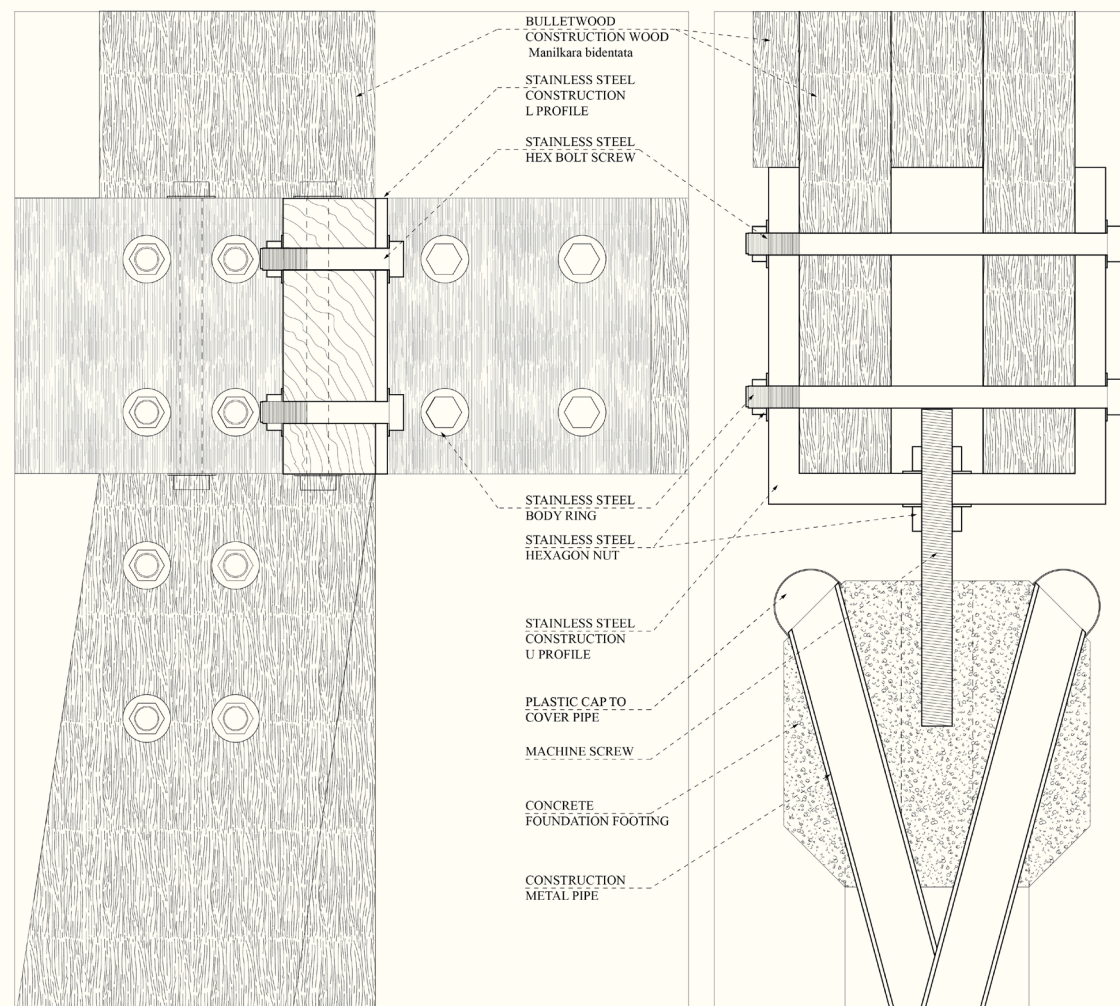 BULLETWOOD
CONSTRUCTION WOOD
Manilkara bidentata
STAINLESS STEEL
CONSTRUCTION
L PROFILE
STAINLESS STEEL
HEX BOLT SCREW
STAINLESS STEEL
BODY RING
STAINLESS STEEL
HEXAGON NUT
STAINLESS STEEL
CONSTRUCTION
U PROFILE
PLASTIC CAP TO
COVER PIPE
MACHINE SCREW
CONCRETE
FOUNDATION FOOTING
CONSTRUCTION
METAL PIPE